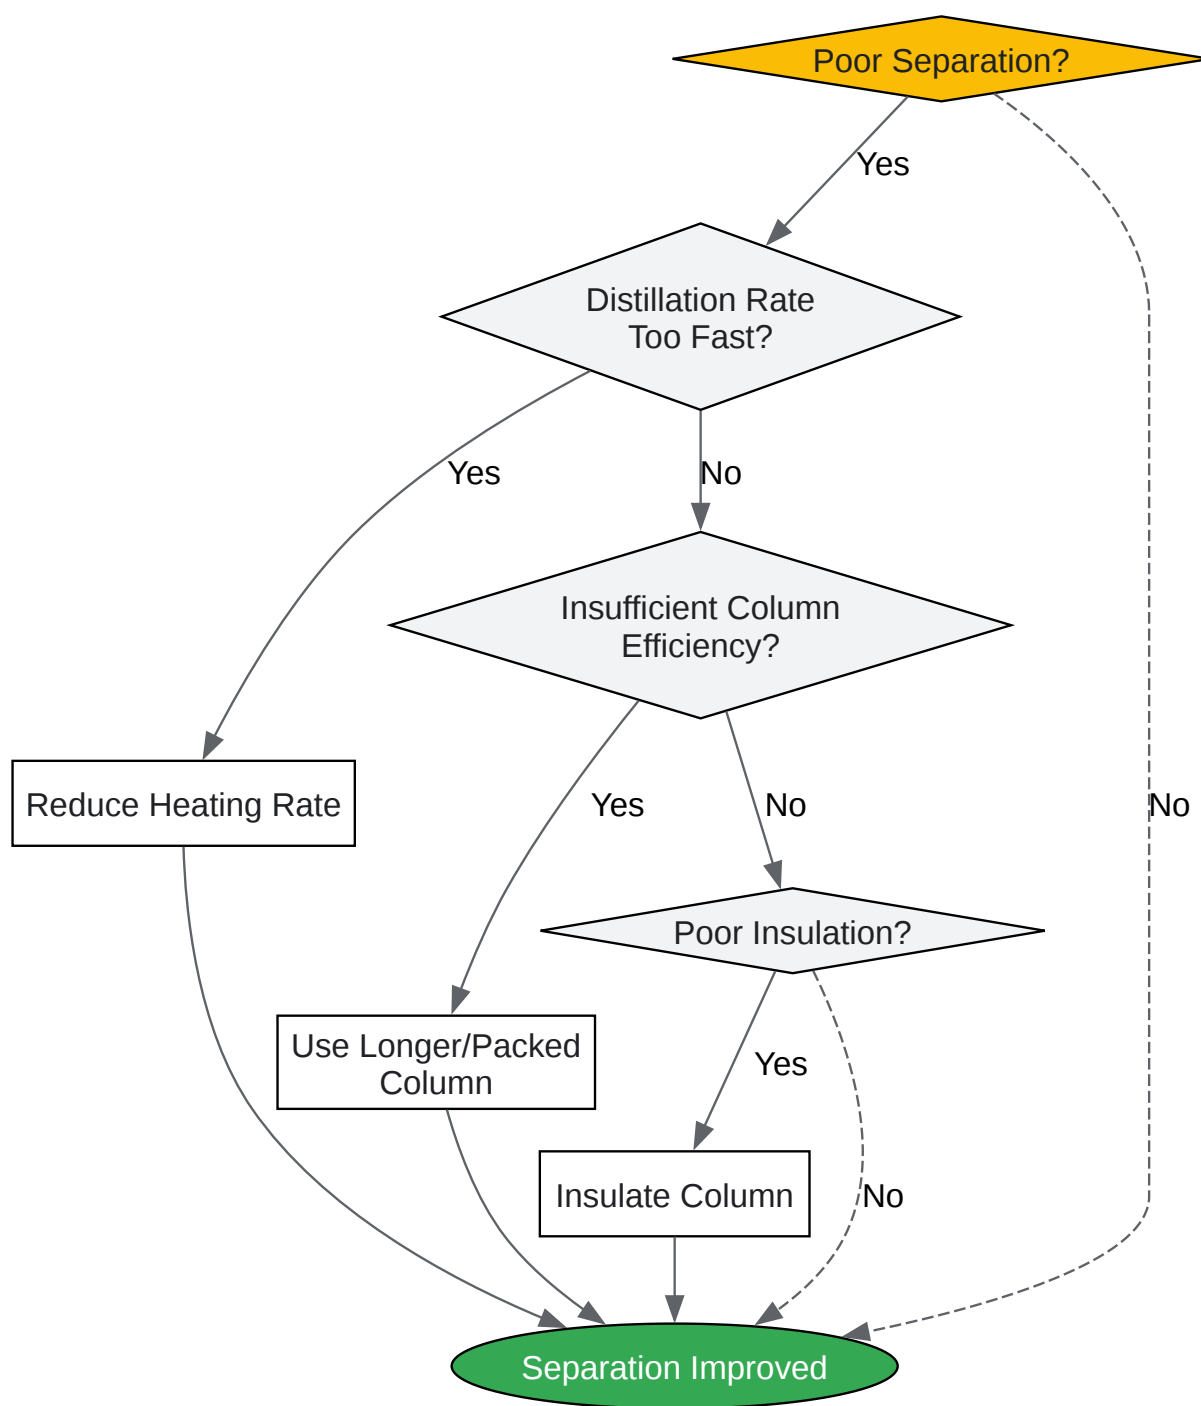 Poor Separation?
Yes
Distillation Rate
Too Fast?
Yes
No
Insufficient Column
Efficiency?
Reduce Heating Rate
Yes
No
No
Poor Insulation?
Use Longer/Packed
Column
Yes
Insulate Column
No
Separation Improved